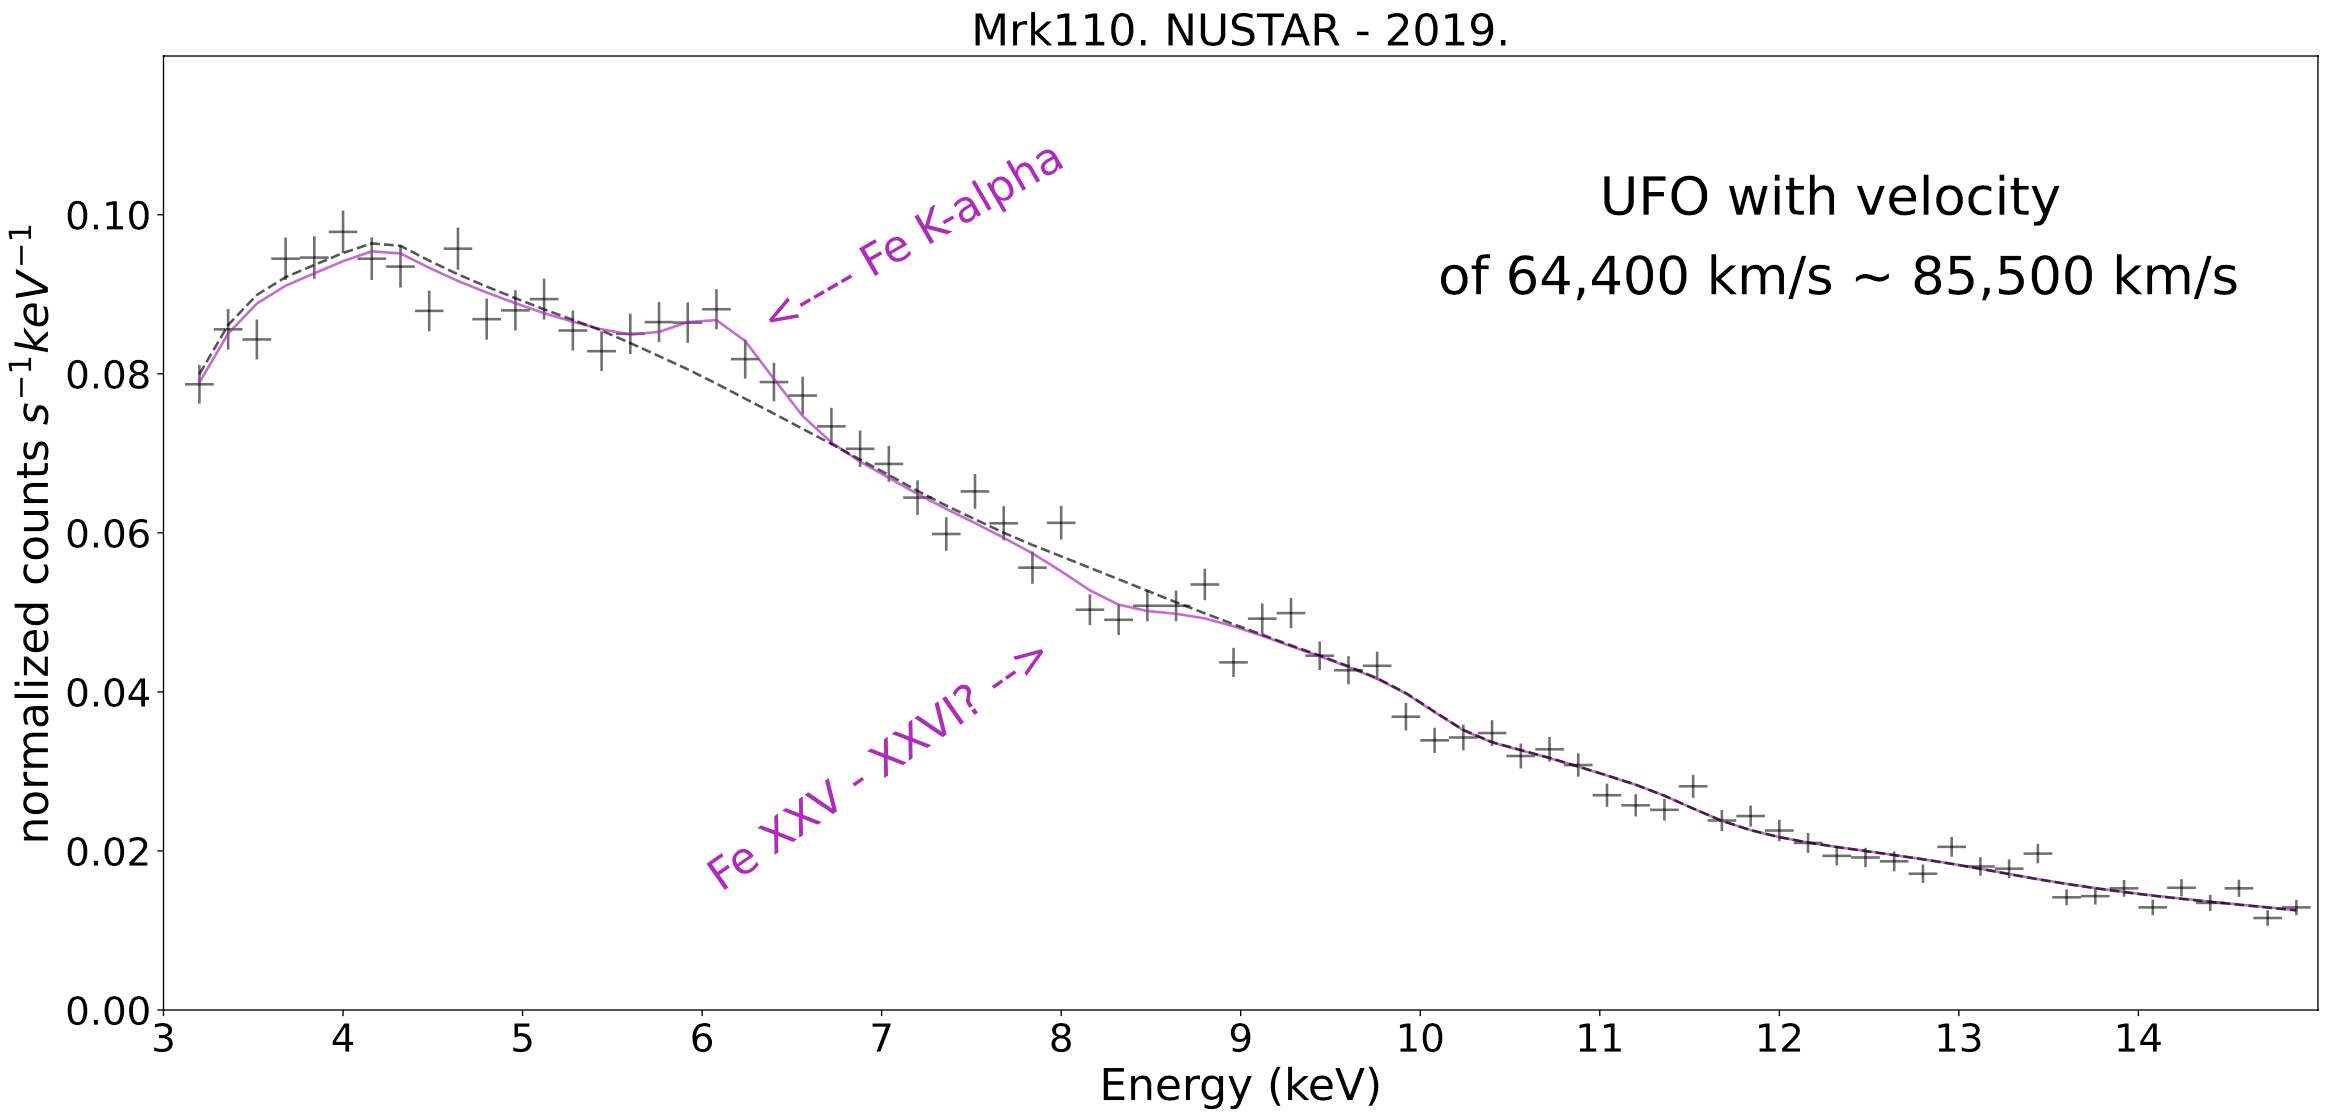 Mrk110. NUSTAR - 2019.
normalized counts s⁻¹keV⁻¹
0.10
0.08
0.06
0.04
0.02
0.00
<--- Fe K-alpha
UFO with velocity
of 64,400 km/s ~ 85,500 km/s
Fe XXV - XXVI? -->
3 4 5 6 7 8 9 10 11 12 13 14
Energy (keV)